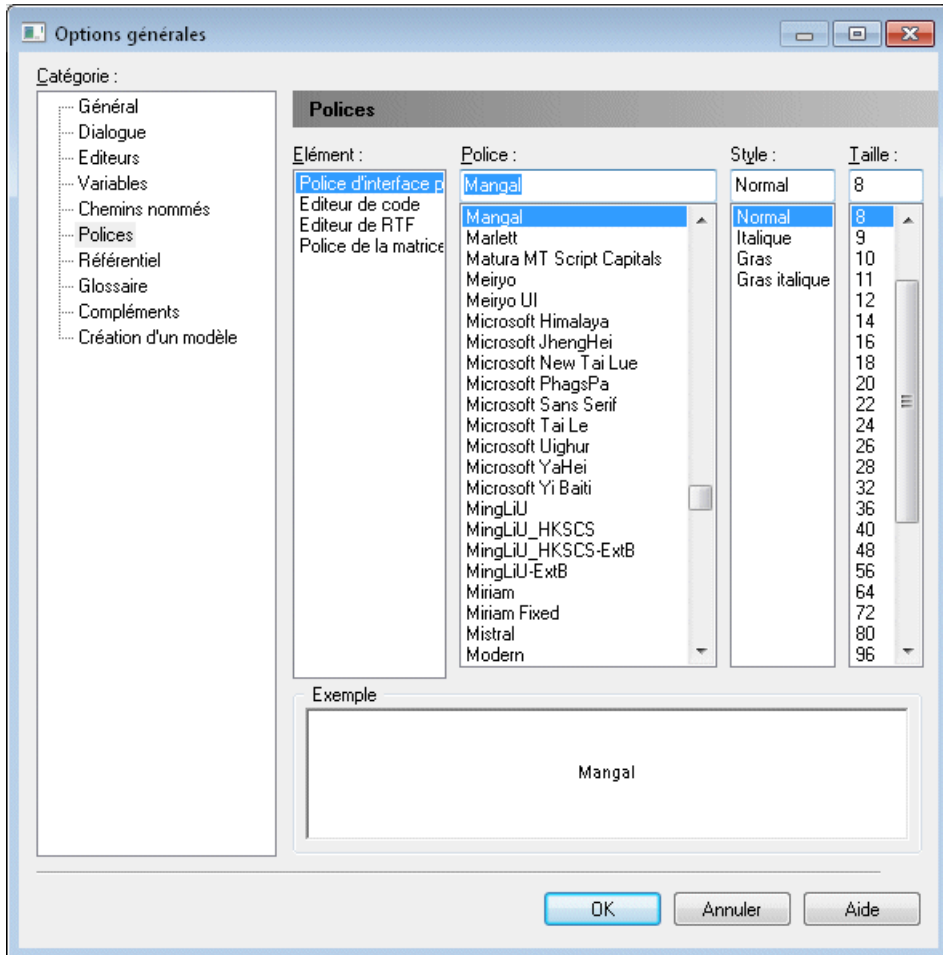 Options générales
Catégorie :
Général
Dialogue
Editeurs
Variables
Chemins nommés
Polices
Référentiel
Glossaire
Compléments
Création d'un modèle
Polices
Elément :
Police d'interface p
Editeur de code
Editeur de RTF
Police de la matrice
Police :
Mangal
Mangal
Marlett
Matura MT Script Capitals
Meiryo
Meiryo UI
Microsoft Himalaya
Microsoft JhengHei
Microsoft New Tai Lue
Microsoft PhagsPa
Microsoft Sans Serif
Microsoft Tai Le
Microsoft Uighur
Microsoft YaHei
Microsoft Yi Baiti
MingLiU
MingLiU_HKSCS
MingLiU_HKSCS-ExtB
MingLiU-ExtB
Miriam
Miriam Fixed
Mistral
Modern
Style :
Normal
Normal
Italique
Gras
Gras italique
Taille :
8
8
9
10
11
12
14
16
18
20
22
24
26
28
32
36
40
48
56
64
72
80
96
Exemple
Mangal
OK
Annuler
Aide